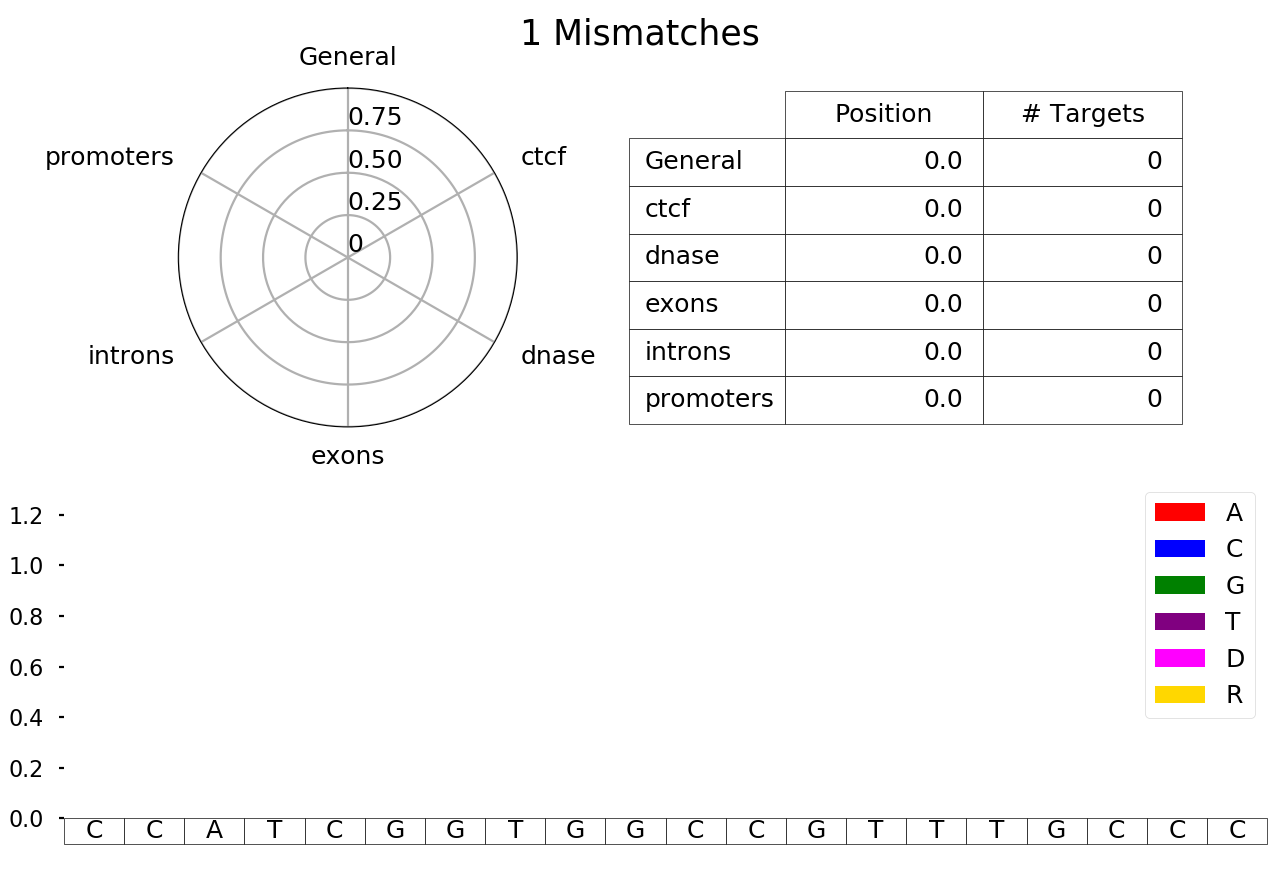 1 Mismatches
General
0.75
promoters
ctcf
0.50
0.25
0
introns
dnase
exons
Position # Targets
General 0.0 0
ctcf 0.0 0
dnase 0.0 0
exons 0.0 0
introns 0.0 0
promoters 0.0 0
1.2
1.0
0.8
0.6
0.4
0.2
0.0
A
C
G
T
D
R
C C A T C G G T G G C C G T T T G C C C